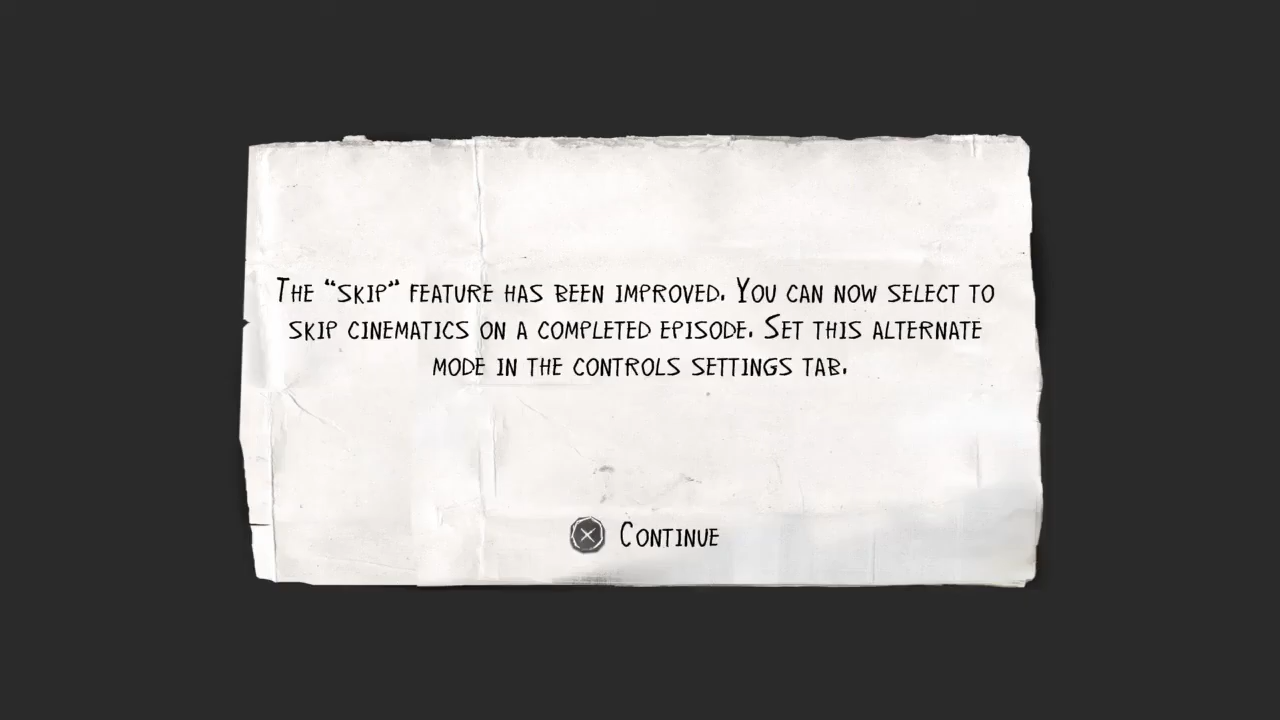 The “skip” feature has been improved. You can now select to
skip cinematics on a completed episode. Set this alternate
mode in the controls settings tab.
Continue